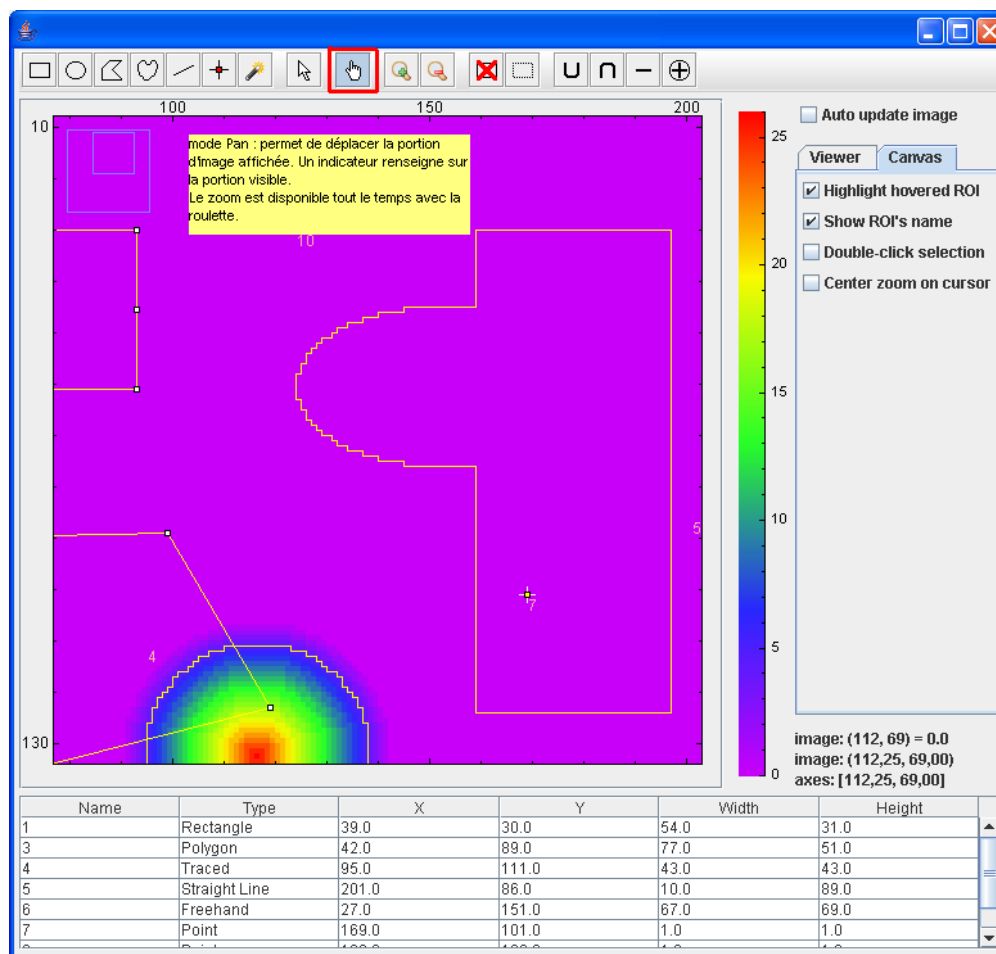 100 150 200
10
130
mode Pan : permet de déplacer la portion
d'image affichée. Un indicateur renseigne sur
la portion visible.
Le zoom est disponible tout le temps avec la
roulette.
10
5
7
4
25
20
15
10
5
0
Auto update image
Viewer Canvas
Highlight hovered ROI
Show ROI's name
Double-click selection
Center zoom on cursor
image: (112, 69) = 0.0
image: (112,25, 69,00)
axes: [112,25, 69,00]
Name Type X Y Width Height
1 Rectangle 39.0 30.0 54.0 31.0
3 Polygon 42.0 89.0 77.0 51.0
4 Traced 95.0 111.0 43.0 43.0
5 Straight Line 201.0 86.0 10.0 89.0
6 Freehand 27.0 151.0 67.0 69.0
7 Point 169.0 101.0 1.0 1.0